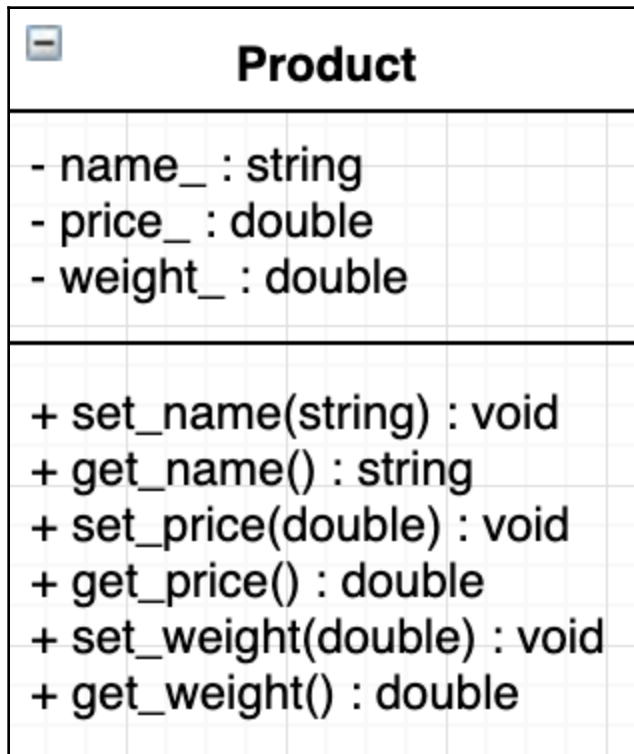 Product
- name_ : string
- price_ : double
- weight_ : double
+ set_name(string) : void
+ get_name() : string
+ set_price(double) : void
+ get_price() : double
+ set_weight(double) : void
+ get_weight() : double